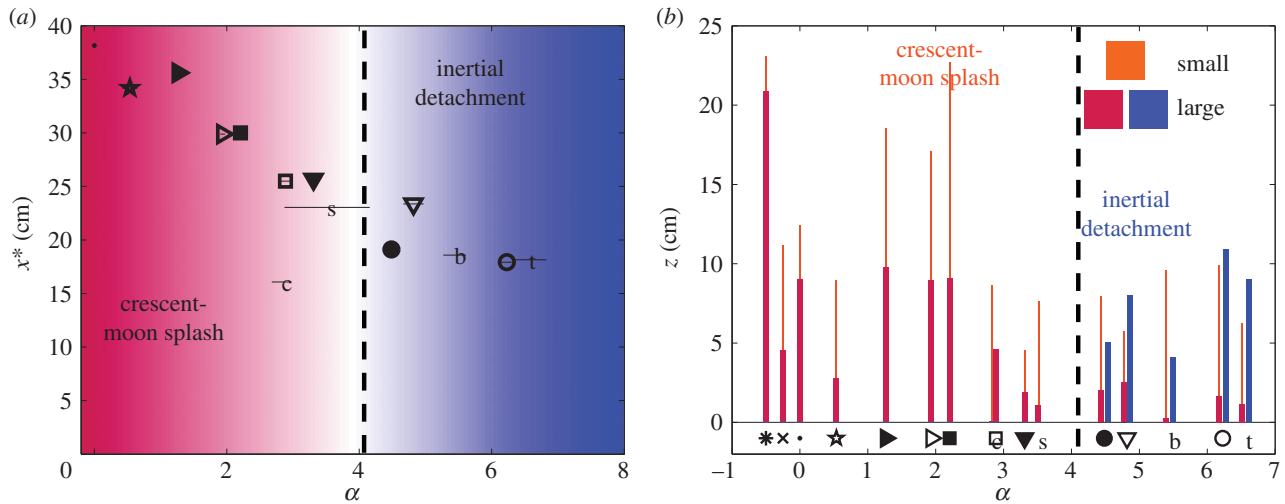 (a)
40
35
30
25
20
15
10
5
0
2
4
6
8
x* (cm)
α
inertial
detachment
crescent-
moon splash
s
c
b
t
(b)
25
20
15
10
5
0
−1
0
1
2
3
4
5
6
7
z (cm)
α
crescent-
moon splash
small
large
inertial
detachment
c
s
b
t